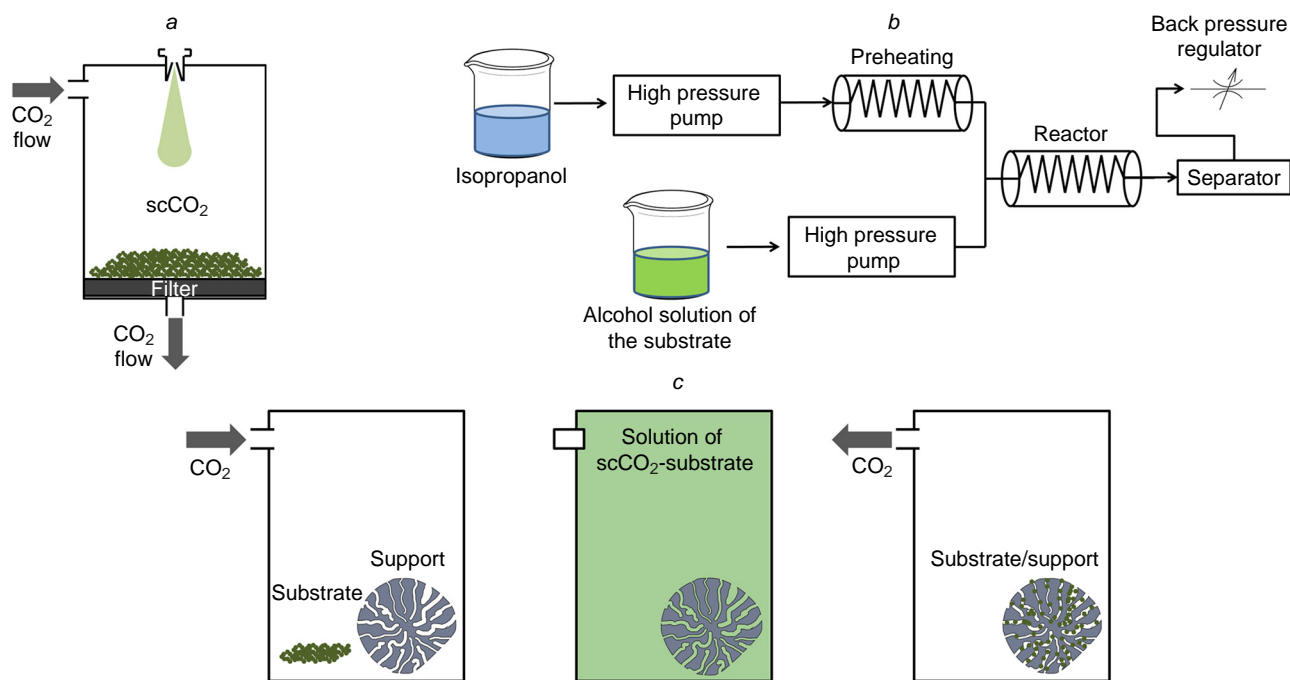 a
CO₂
flow
scCO₂
Filter
CO₂
flow
b
Isopropanol
High pressure
pump
Preheating
Back pressure
regulator
Reactor
Separator
Alcohol solution of
the substrate
High pressure
pump
c
CO₂
Substrate
Support
Solution of
scCO₂-substrate
CO₂
Substrate/support